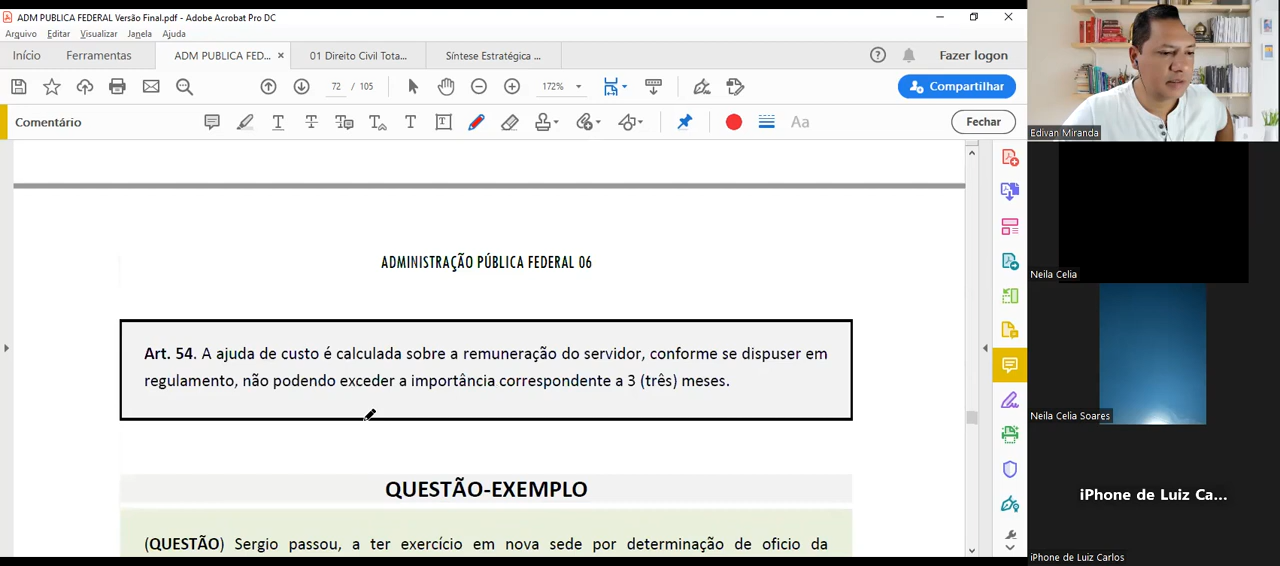 ADM PUBLICA FEDERAL Versão Final.pdf - Adobe Acrobat Pro DC
Arquivo Editar Visualizar Janela Ajuda
Início Ferramentas ADM PUBLICA FED... × 01 Direito Civil Tota... Síntese Estratégica ... Fazer logon
72 / 105 172% Compartilhar
Comentário Aa Fechar
ADMINISTRAÇÃO PÚBLICA FEDERAL 06
Art. 54. A ajuda de custo é calculada sobre a remuneração do servidor, conforme se dispuser em
regulamento, não podendo exceder a importância correspondente a 3 (três) meses.
QUESTÃO-EXEMPLO
(QUESTÃO) Sergio passou, a ter exercício em nova sede por determinação de oficio da
Edivan Miranda
Neila Celia
Neila Celia Soares
iPhone de Luiz Ca...
iPhone de Luiz Carlos